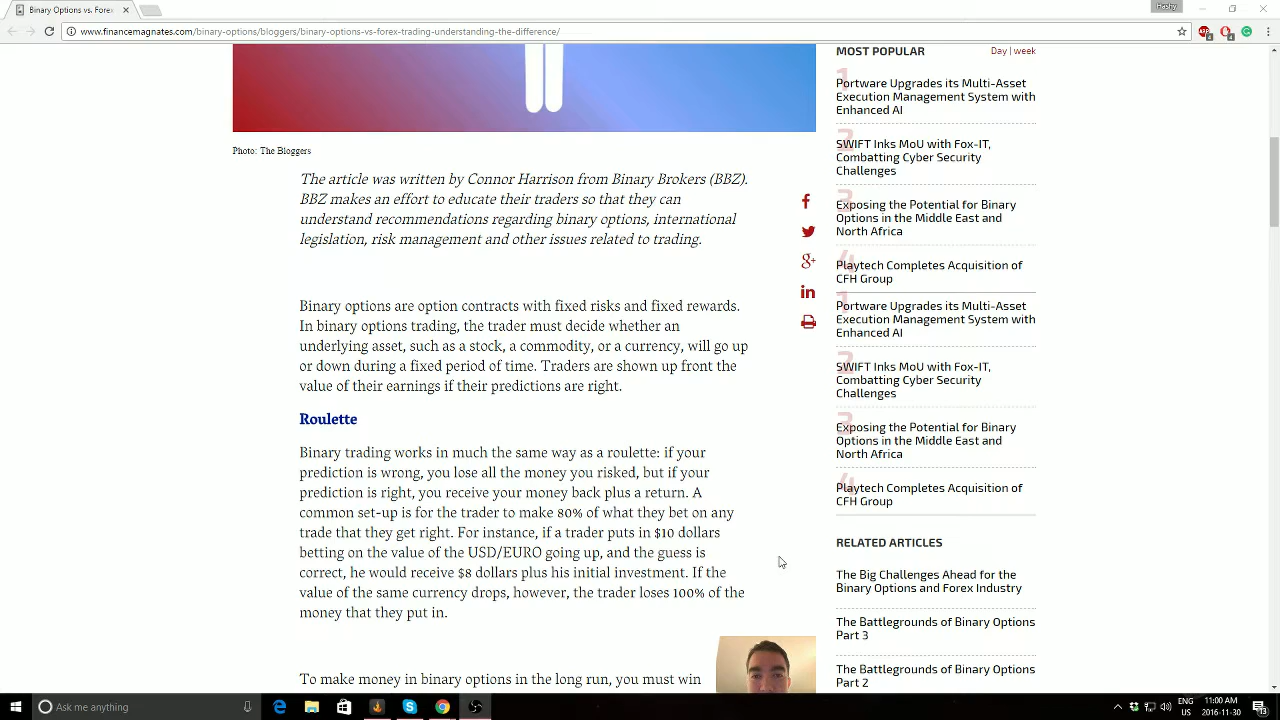 Binary Options vs. Forex
Hashy
www.financemagnates.com/binary-options/bloggers/binary-options-vs-forex-trading-understanding-the-difference/
Photo: The Bloggers
The article was written by Connor Harrison from Binary Brokers (BBZ).
BBZ makes an effort to educate their traders so that they can
understand recommendations regarding binary options, international
legislation, risk management and other issues related to trading.
Binary options are option contracts with fixed risks and fixed rewards.
In binary options trading, the trader must decide whether an
underlying asset, such as a stock, a commodity, or a currency, will go up
or down during a fixed period of time. Traders are shown up front the
value of their earnings if their predictions are right.
Roulette
Binary trading works in much the same way as a roulette: if your
prediction is wrong, you lose all the money you risked, but if your
prediction is right, you receive your money back plus a return. A
common set-up is for the trader to make 80% of what they bet on any
trade that they get right. For instance, if a trader puts in $10 dollars
betting on the value of the USD/EURO going up, and the guess is
correct, he would receive $8 dollars plus his initial investment. If the
value of the same currency drops, however, the trader loses 100% of the
money that they put in.
To make money in binary options in the long run, you must win
MOST POPULAR
Day | week
1
Portware Upgrades its Multi-Asset
Execution Management System with
Enhanced AI
2
SWIFT Inks MoU with Fox-IT,
Combatting Cyber Security
Challenges
3
Exposing the Potential for Binary
Options in the Middle East and
North Africa
4
Playtech Completes Acquisition of
CFH Group
1
Portware Upgrades its Multi-Asset
Execution Management System with
Enhanced AI
2
SWIFT Inks MoU with Fox-IT,
Combatting Cyber Security
Challenges
3
Exposing the Potential for Binary
Options in the Middle East and
North Africa
4
Playtech Completes Acquisition of
CFH Group
RELATED ARTICLES
The Big Challenges Ahead for the
Binary Options and Forex Industry
The Battlegrounds of Binary Options
Part 3
The Battlegrounds of Binary Options
Part 2
Ask me anything
ENG
US
11:00 AM
2016-11-30